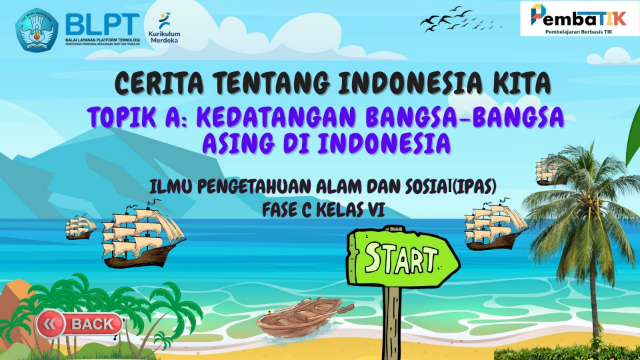 BLPT
BALAI LAYANAN PLATFORM TEKNOLOGI
Kurikulum
Merdeka
PembaTIK
Pembelajaran Berbasis TIK
CERITA TENTANG INDONESIA KITA
TOPIK A: KEDATANGAN BANGSA-BANGSA
ASING DI INDONESIA
ILMU PENGETAHUAN ALAM DAN SOSIAL(IPAS)
FASE C KELAS VI
START
BACK